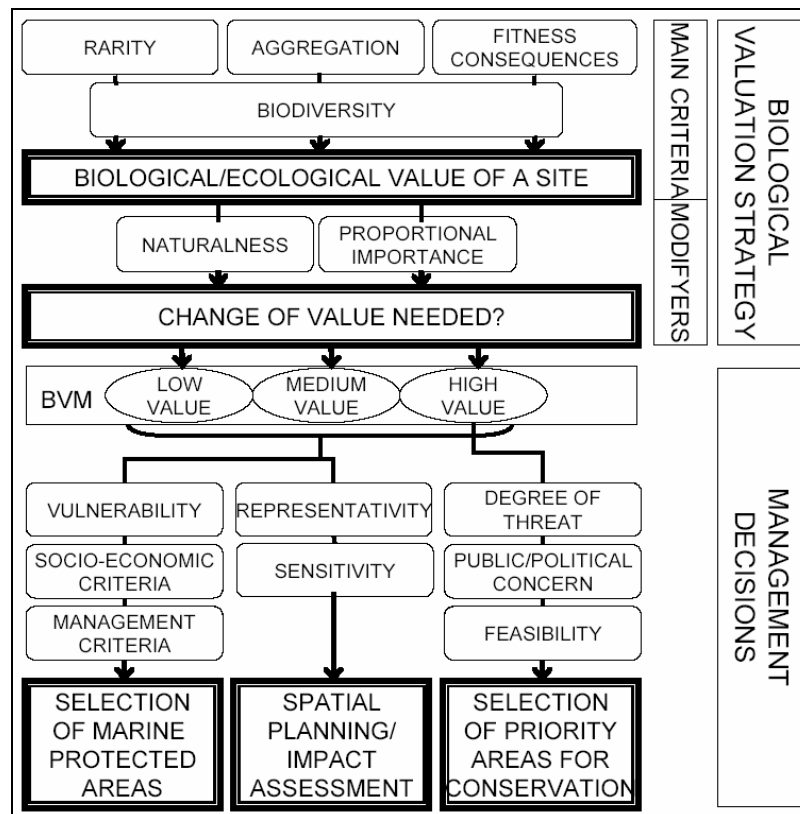 RARITY
AGGREGATION
FITNESS
CONSEQUENCES
BIODIVERSITY
BIOLOGICAL/ECOLOGICAL VALUE OF A SITE
NATURALNESS
PROPORTIONAL
IMPORTANCE
CHANGE OF VALUE NEEDED?
BVM
LOW
VALUE
MEDIUM
VALUE
HIGH
VALUE
VULNERABILITY
REPRESENTATIVITY
DEGREE OF
THREAT
SOCIO-ECONOMIC
CRITERIA
SENSITIVITY
PUBLIC/POLITICAL
CONCERN
MANAGEMENT
CRITERIA
FEASIBILITY
SELECTION
OF MARINE
PROTECTED
AREAS
SPATIAL
PLANNING/
IMPACT
ASSESSMENT
SELECTION
OF PRIORITY
AREAS FOR
CONSERVATION
MAIN CRITERIA
MODIFYERS
BIOLOGICAL
VALUATION STRATEGY
MANAGEMENT
DECISIONS